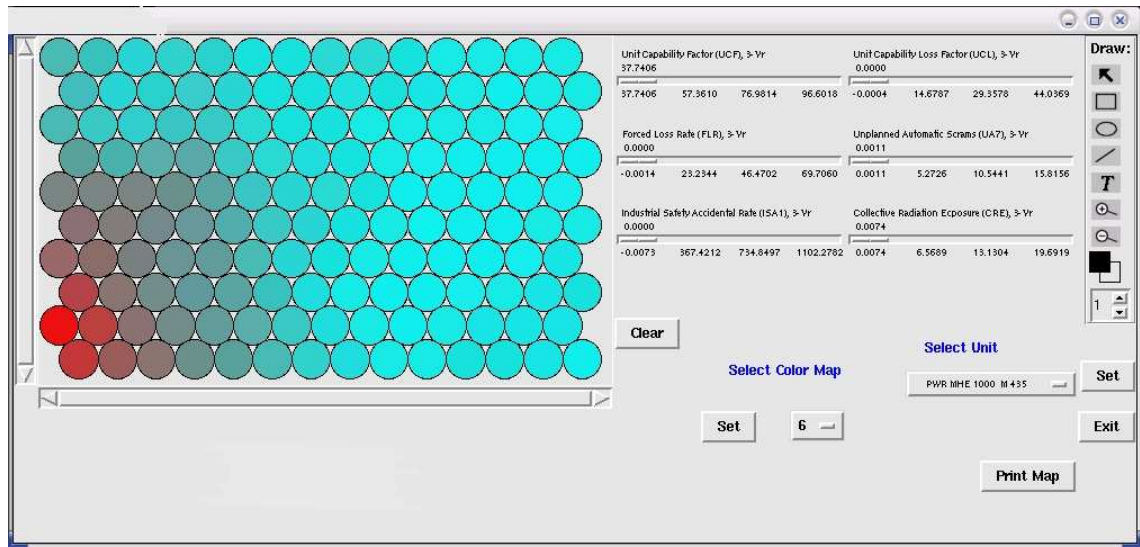 Draw:
Unit Capability Factor (UCF), 3- Yr
37.7406
37.7406 57.3610 76.9814 96.6018
Unit Capability Loss Factor (UCL), 3- Yr
0.0000
-0.0004 14.6787 29.3578 44.0369
Forced Loss Rate (FLR), 3- Yr
0.0000
-0.0014 23.2344 46.4702 69.7060
Unplanned Automatic Scrams (UA7), 3- Yr
0.0011
0.0011 5.2726 10.5441 15.8156
Industrial Safety Accidental Rate (ISA1), 3- Yr
0.0000
-0.0073 367.4212 734.8497 1102.2782
Collective Radiation Ecposure (CRE), 3- Yr
0.0074
0.0074 6.5689 13.1304 19.6919
T
1
Clear
Select Unit
Select Color Map
PWR MHE 1000 M 435
Set
Set
6
Exit
Print Map